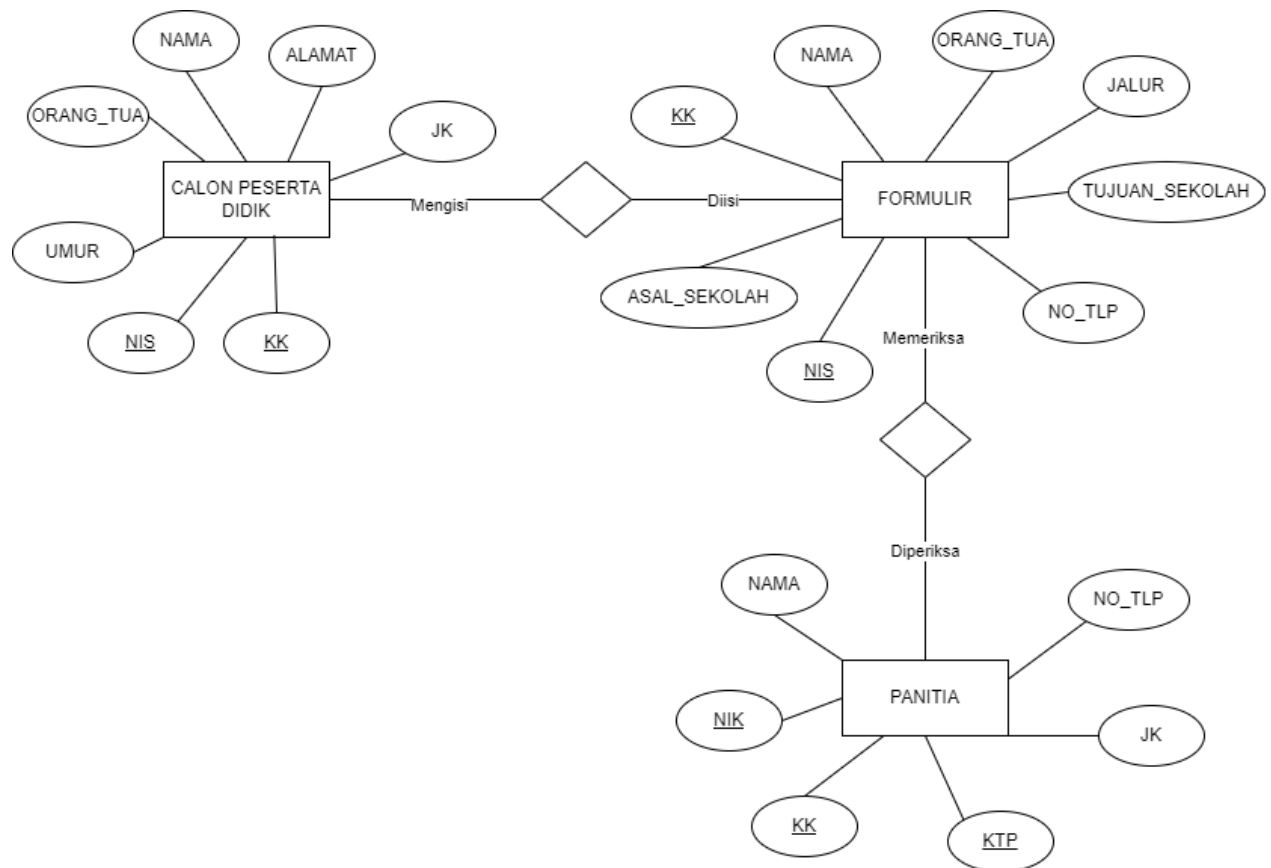 NAMA
ALAMAT
ORANG_TUA
JK
CALON PESERTA
DIDIK
UMUR
NIS
KK
Mengisi
Diisi
NAMA
ORANG_TUA
KK
JALUR
FORMULIR
TUJUAN_SEKOLAH
ASAL_SEKOLAH
NO_TLP
NIS
Memeriksa
Diperiksa
NAMA
NO_TLP
PANITIA
NIK
JK
KK
KTP